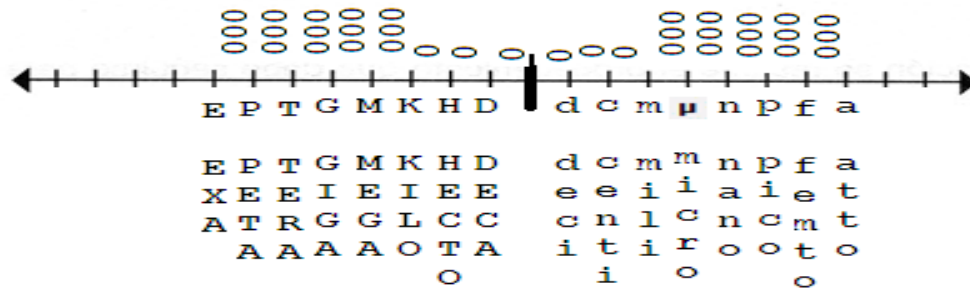 E P T G M K H D d c m µ n p f a
EXA
PETA
TERA
GIGA
MEGA
KILO
HECTO
DECA
deci
centi
mili
micro
nano
pico
femto
atto